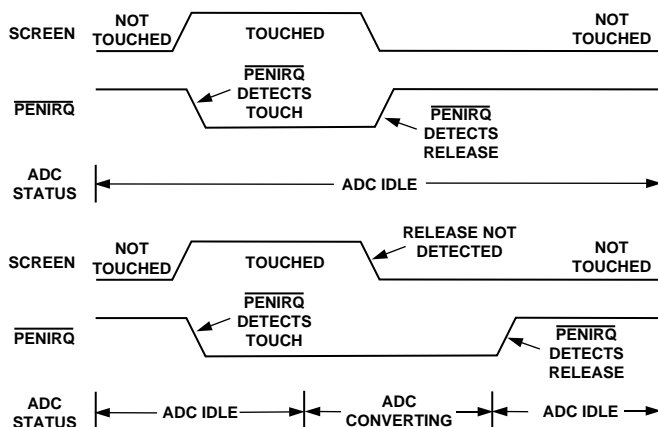 SCREEN
NOT
TOUCHED
TOUCHED
NOT
TOUCHED
PENIRQ
PENIRQ
DETECTS
TOUCH
PENIRQ
DETECTS
RELEASE
ADC
STATUS
ADC IDLE
SCREEN
NOT
TOUCHED
TOUCHED
RELEASE NOT
DETECTED
NOT
TOUCHED
PENIRQ
PENIRQ
DETECTS
TOUCH
PENIRQ
DETECTS
RELEASE
ADC
STATUS
ADC IDLE
ADC
CONVERTING
ADC IDLE